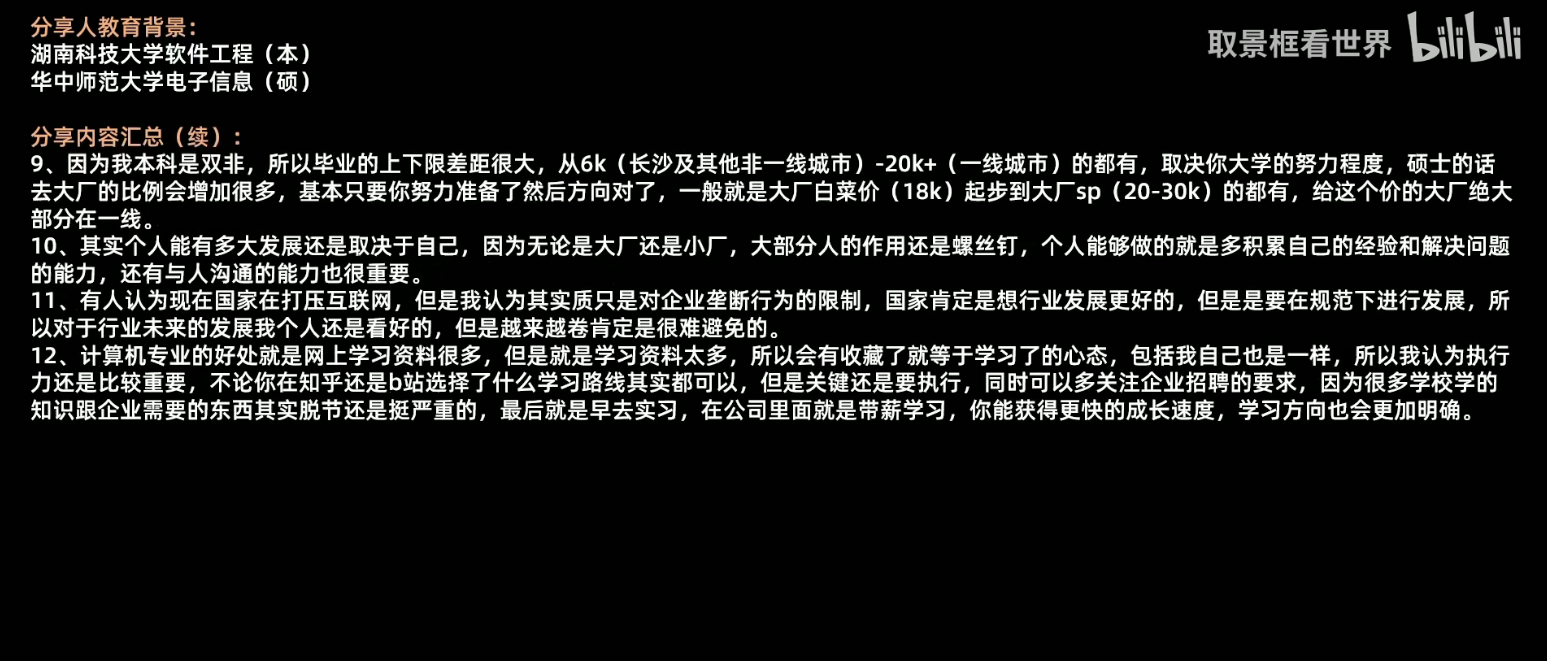 分享人教育背景：
取景框看世界 bilibili
湖南科技大学软件工程（本）
华中师范大学电子信息（硕）
分享内容汇总（续）：
9、因为我本科是双非，所以毕业的上下限差距很大，从6k（长沙及其他非一线城市）-20k+（一线城市）的都有，取决你大学的努力程度，硕士的话
去大厂的比例会增加很多，基本只要你努力准备了然后方向对了，一般就是大厂白菜价（18k）起步到大厂sp（20-30k）的都有，给这个价的大厂绝大
部分在一线。
10、其实个人能有多大发展还是取决于自己，因为无论是大厂还是小厂，大部分人的作用还是螺丝钉，个人能够做的就是多积累自己的经验和解决问题
的能力，还有与人沟通的能力也很重要。
11、有人认为现在国家在打压互联网，但是我认为其实质只是对企业垄断行为的限制，国家肯定是想行业发展更好的，但是是要在规范下进行发展，所
以对于行业未来的发展我个人还是看好的，但是越来越卷肯定是很难避免的。
12、计算机专业的好处就是网上学习资料很多，但是就是学习资料太多，所以会有收藏了就等于学习了的心态，包括我自己也是一样，所以我认为执行
力还是比较重要，不论你在知乎还是b站选择了什么学习路线其实都可以，但是关键还是要执行，同时可以多关注企业招聘的要求，因为很多学校学的
知识跟企业需要的东西其实脱节还是挺严重的，最后就是早去实习，在公司里面就是带薪学习，你能获得更快的成长速度，学习方向也会更加明确。